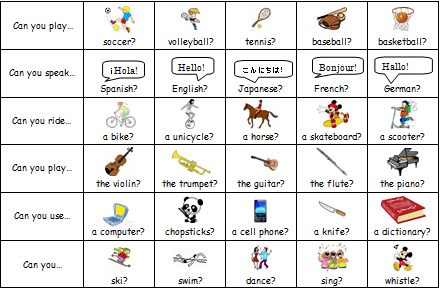 Can you play... soccer? volleyball? tennis? baseball? basketball?
¡Hola! Hello! こんにちは! Bonjour! Hallo!
Can you speak... Spanish? English? Japanese? French? German?
Can you ride... a bike? a unicycle? a horse? a skateboard? a scooter?
Can you play... the violin? the trumpet? the guitar? the flute? the piano?
Can you use... a computer? chopsticks? a cell phone? a knife? a dictionary?
Can you... ski? swim? dance? sing? whistle?